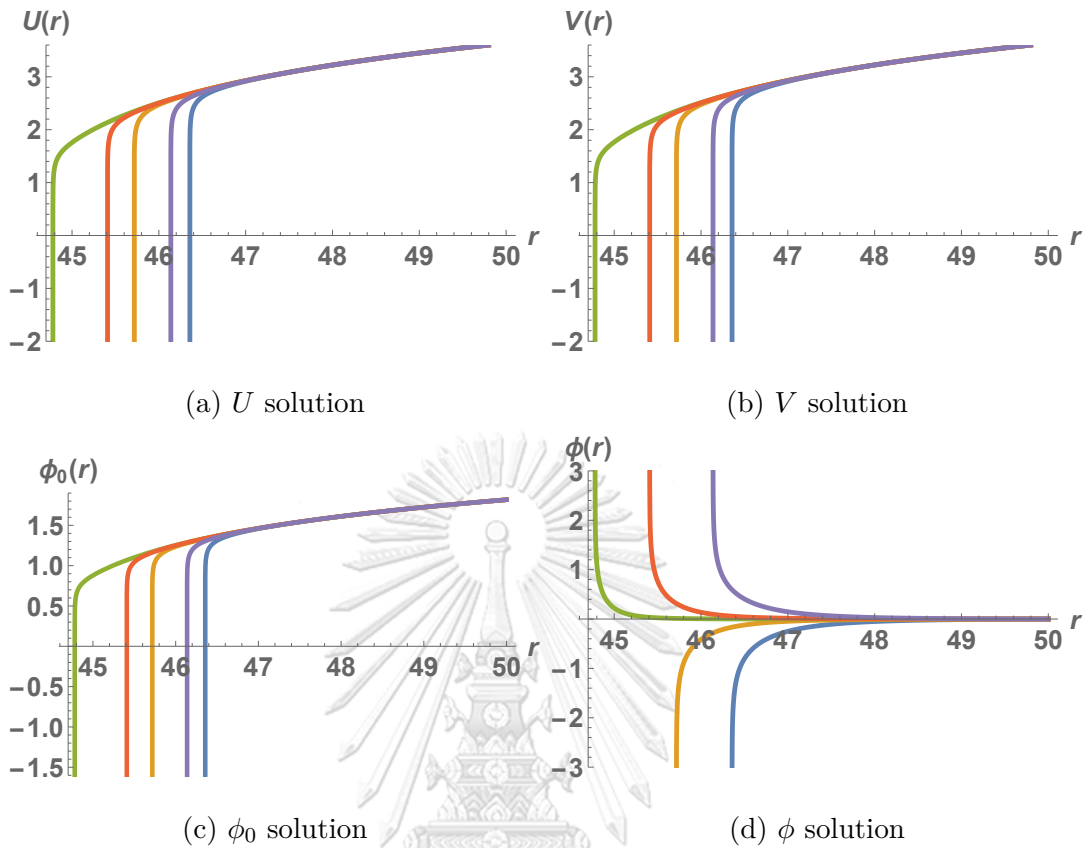 U(r)
3
2
1
45 46 47 48 49 50 r
−1
−2
(a) U solution
V(r)
3
2
1
45 46 47 48 49 50 r
−1
−2
(b) V solution
ϕ₀(r)
1.5
1.0
0.5
45 46 47 48 49 50 r
−0.5
−1.0
−1.5
(c) ϕ₀ solution
ϕ(r)
3
2
1
45 46 47 48 49 50 r
−1
−2
−3
(d) ϕ solution